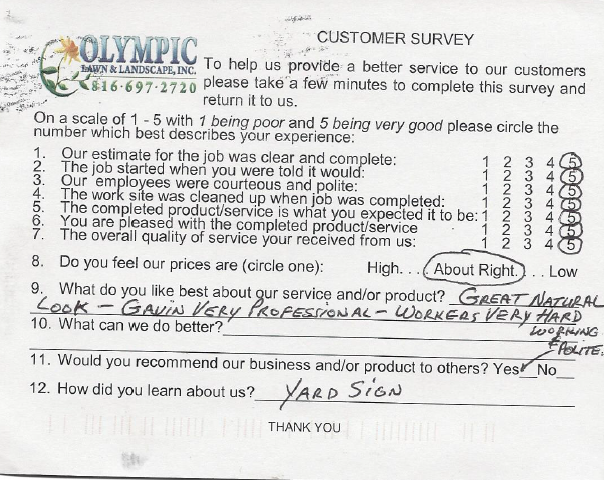 OLYMPIC
LAWN & LANDSCAPE, INC.
816-697-2720
CUSTOMER SURVEY
To help us provide a better service to our customers
please take a few minutes to complete this survey and
return it to us.
On a scale of 1 - 5 with 1 being poor and 5 being very good please circle the
number which best describes your experience:
1. Our estimate for the job was clear and complete: 1 2 3 4 5
2. The job started when you were told it would: 1 2 3 4 5
3. Our employees were courteous and polite: 1 2 3 4 5
4. The work site was cleaned up when job was completed: 1 2 3 4 5
5. The completed product/service is what you expected it to be: 1 2 3 4 5
6. You are pleased with the completed product/service 1 2 3 4 5
7. The overall quality of service your received from us: 1 2 3 4 5
8. Do you feel our prices are (circle one): High. . . About Right. . . Low
9. What do you like best about our service and/or product? GREAT NATURAL
LOOK - GAVIN VERY PROFESSIONAL - WORKERS VERY HARD
WORKING
& POLITE.
10. What can we do better?
11. Would you recommend our business and/or product to others? Yes✓ No
12. How did you learn about us? YARD SIGN
THANK YOU